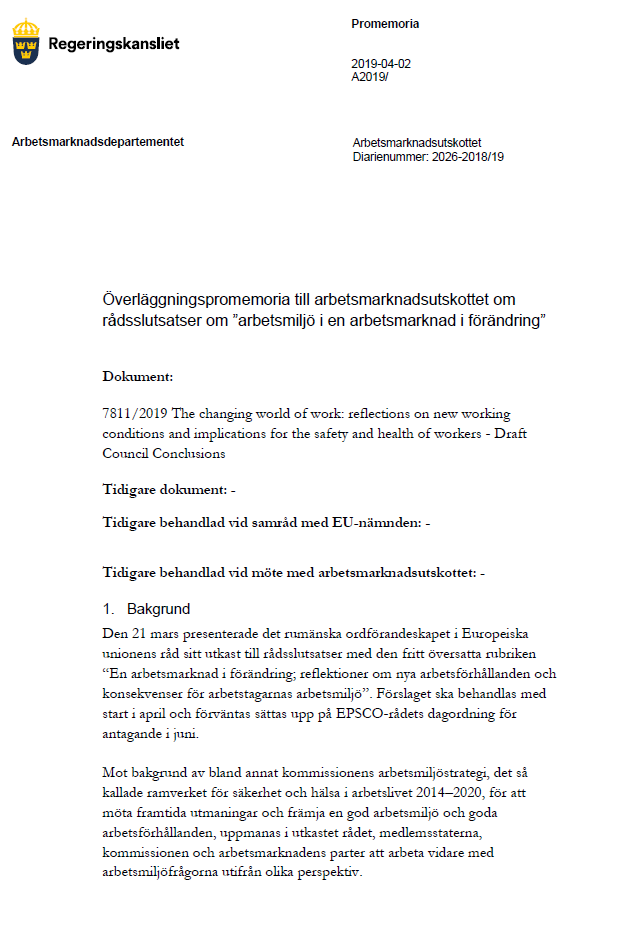 Promemoria
Regeringskansliet
2019-04-02
A2019/
Arbetsmarknadsdepartementet
Arbetsmarknadsutskottet
Diarienummer: 2026-2018/19
Överläggningspromemoria till arbetsmarknadsutskottet om
rådsslutsatser om ”arbetsmiljö i en arbetsmarknad i förändring”
Dokument:
7811/2019 The changing world of work: reflections on new working
conditions and implications for the safety and health of workers - Draft
Council Conclusions
Tidigare dokument: -
Tidigare behandlad vid samråd med EU-nämnden: -
Tidigare behandlad vid möte med arbetsmarknadsutskottet: -
1. Bakgrund
Den 21 mars presenterade det rumänska ordförandeskapet i Europeiska
unionens råd sitt utkast till rådsslutsatser med den fritt översatta rubriken
“En arbetsmarknad i förändring; reflektioner om nya arbetsförhållanden och
konsekvenser för arbetstagarnas arbetsmiljö”. Förslaget ska behandlas med
start i april och förväntas sättas upp på EPSCO-rådets dagordning för
antagande i juni.
Mot bakgrund av bland annat kommissionens arbetsmiljöstrategi, det så
kallade ramverket för säkerhet och hälsa i arbetslivet 2014–2020, för att
möta framtida utmaningar och främja en god arbetsmiljö och goda
arbetsförhållanden, uppmanas i utkastet rådet, medlemsstaterna,
kommissionen och arbetsmarknadens parter att arbeta vidare med
arbetsmiljöfrågorna utifrån olika perspektiv.